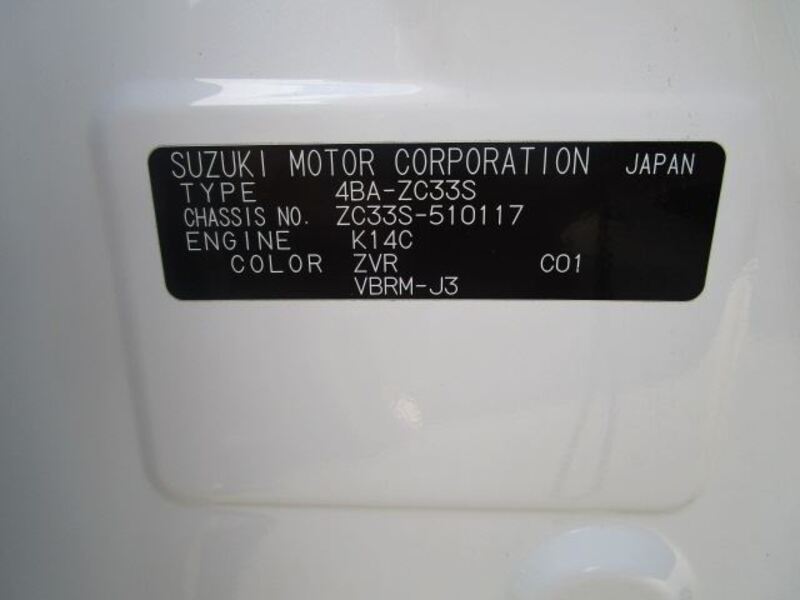 SUZUKI MOTOR CORPORATION JAPAN
TYPE 4BA-ZC33S
CHASSIS NO. ZC33S-510117
ENGINE K14C
COLOR ZVR C01
VBRM-J3